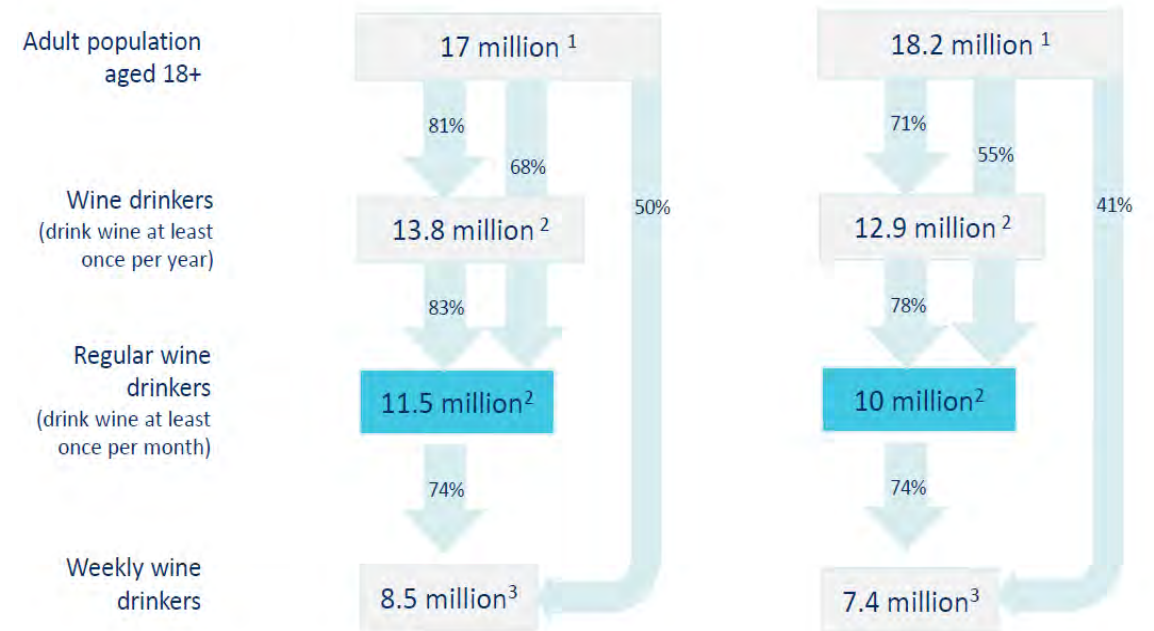 Adult population
aged 18+
17 million 1
18.2 million 1
81%
68%
50%
71%
55%
41%
Wine drinkers
(drink wine at least
once per year)
13.8 million 2
12.9 million 2
83%
78%
Regular wine
drinkers
(drink wine at least
once per month)
11.5 million2
10 million2
74%
74%
Weekly wine
drinkers
8.5 million3
7.4 million3